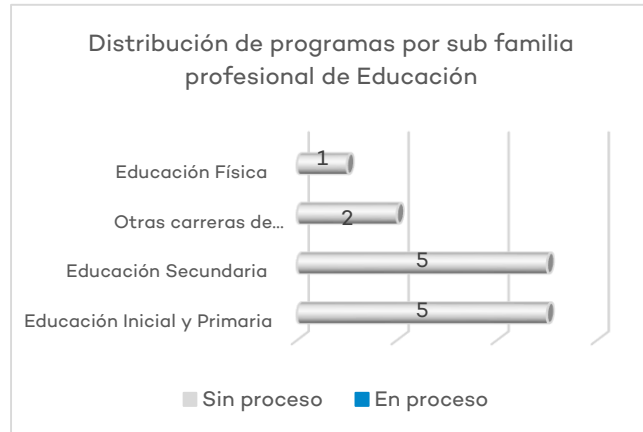 Distribución de programas por sub familia
profesional de Educación
Educación Física
1
Otras carreras de...
2
Educación Secundaria
5
Educación Inicial y Primaria
5
Sin proceso
En proceso